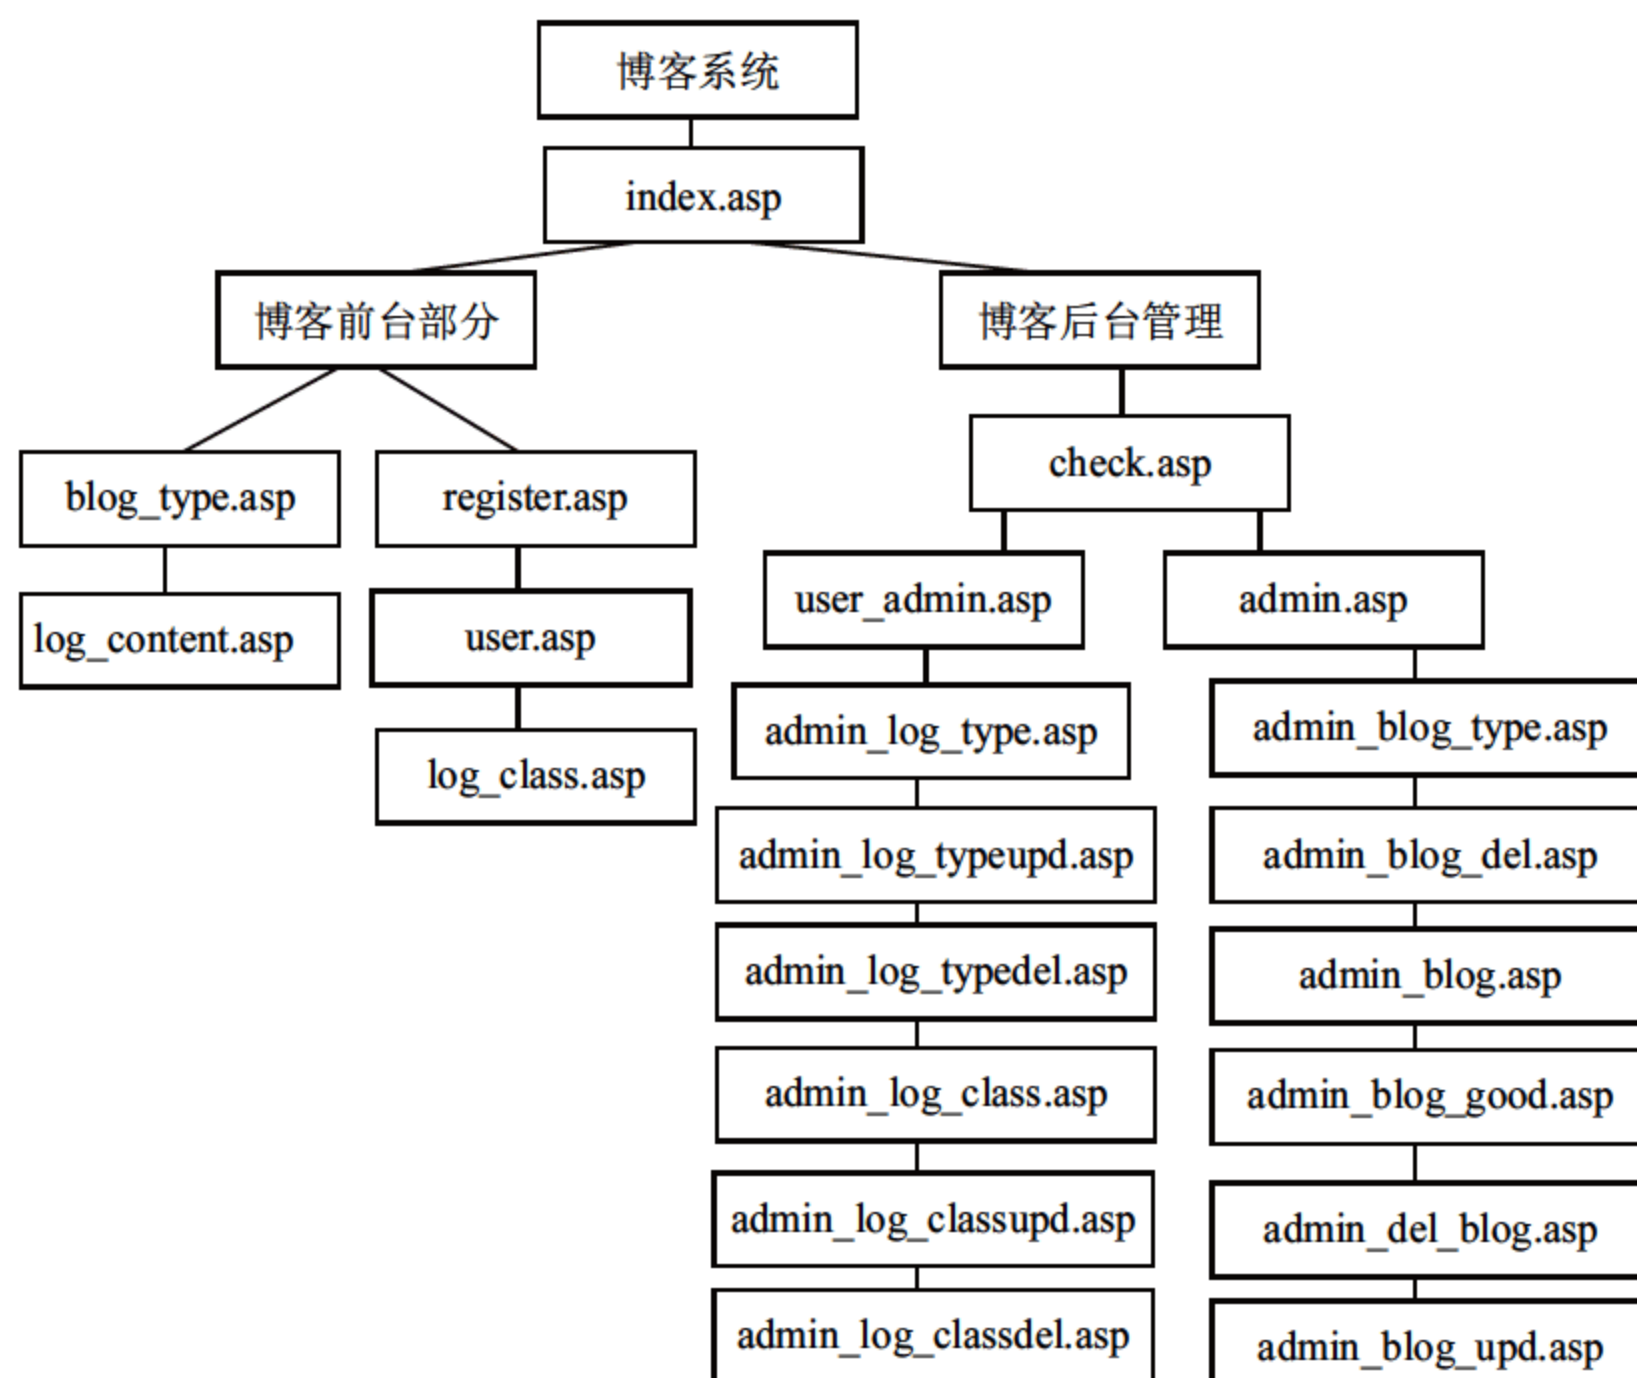 博客系统
index.asp
博客前台部分
博客后台管理
blog_type.asp
register.asp
check.asp
log_content.asp
user.asp
user_admin.asp
admin.asp
log_class.asp
admin_log_type.asp
admin_blog_type.asp
admin_log_typeupd.asp
admin_blog_del.asp
admin_log_typedel.asp
admin_blog.asp
admin_log_class.asp
admin_blog_good.asp
admin_log_classupd.asp
admin_del_blog.asp
admin_log_classdel.asp
admin_blog_upd.asp